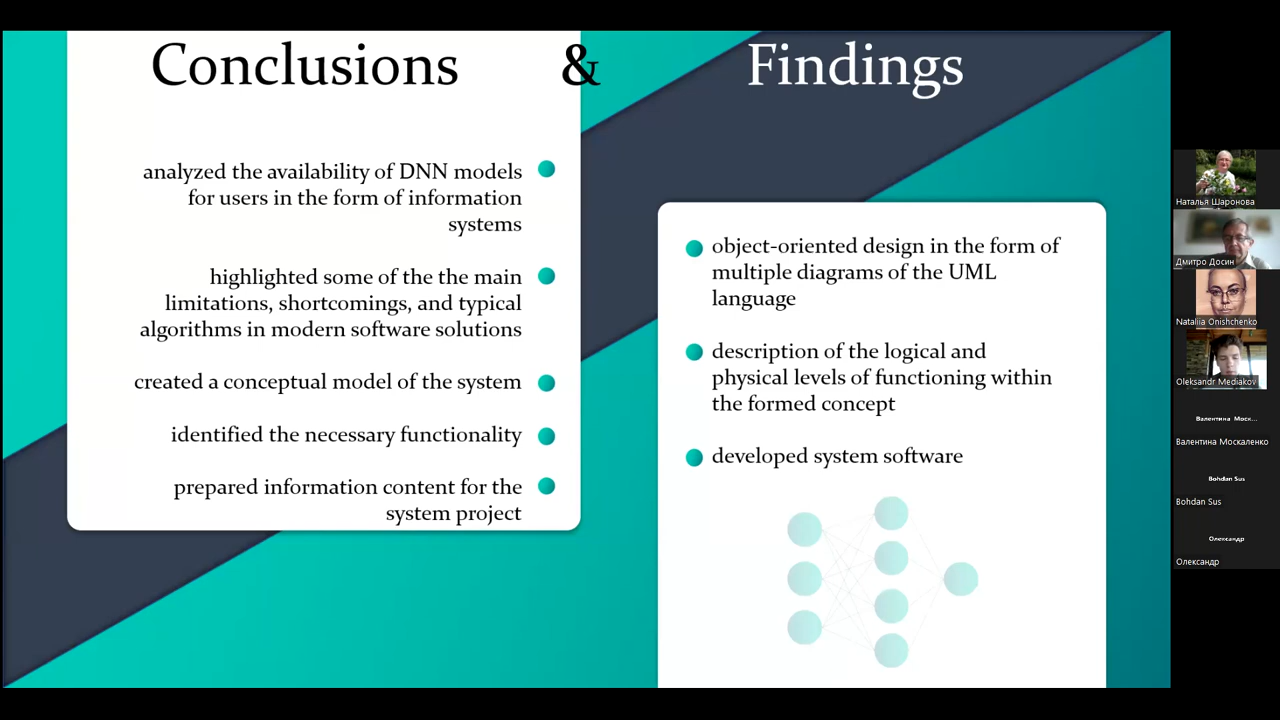 Conclusions & Findings
analyzed the availability of DNN models
for users in the form of information
systems
highlighted some of the the main
limitations, shortcomings, and typical
algorithms in modern software solutions
created a conceptual model of the system
identified the necessary functionality
prepared information content for the
system project
object-oriented design in the form of
multiple diagrams of the UML
language
description of the logical and
physical levels of functioning within
the formed concept
developed system software
Наталья Шаронова
Дмитро Досин
Nataliia Onishchenko
Oleksandr Mediakov
Валентина Моск...
Валентина Москаленко
Bohdan Sus
Bohdan Sus
Олександр
Олександр